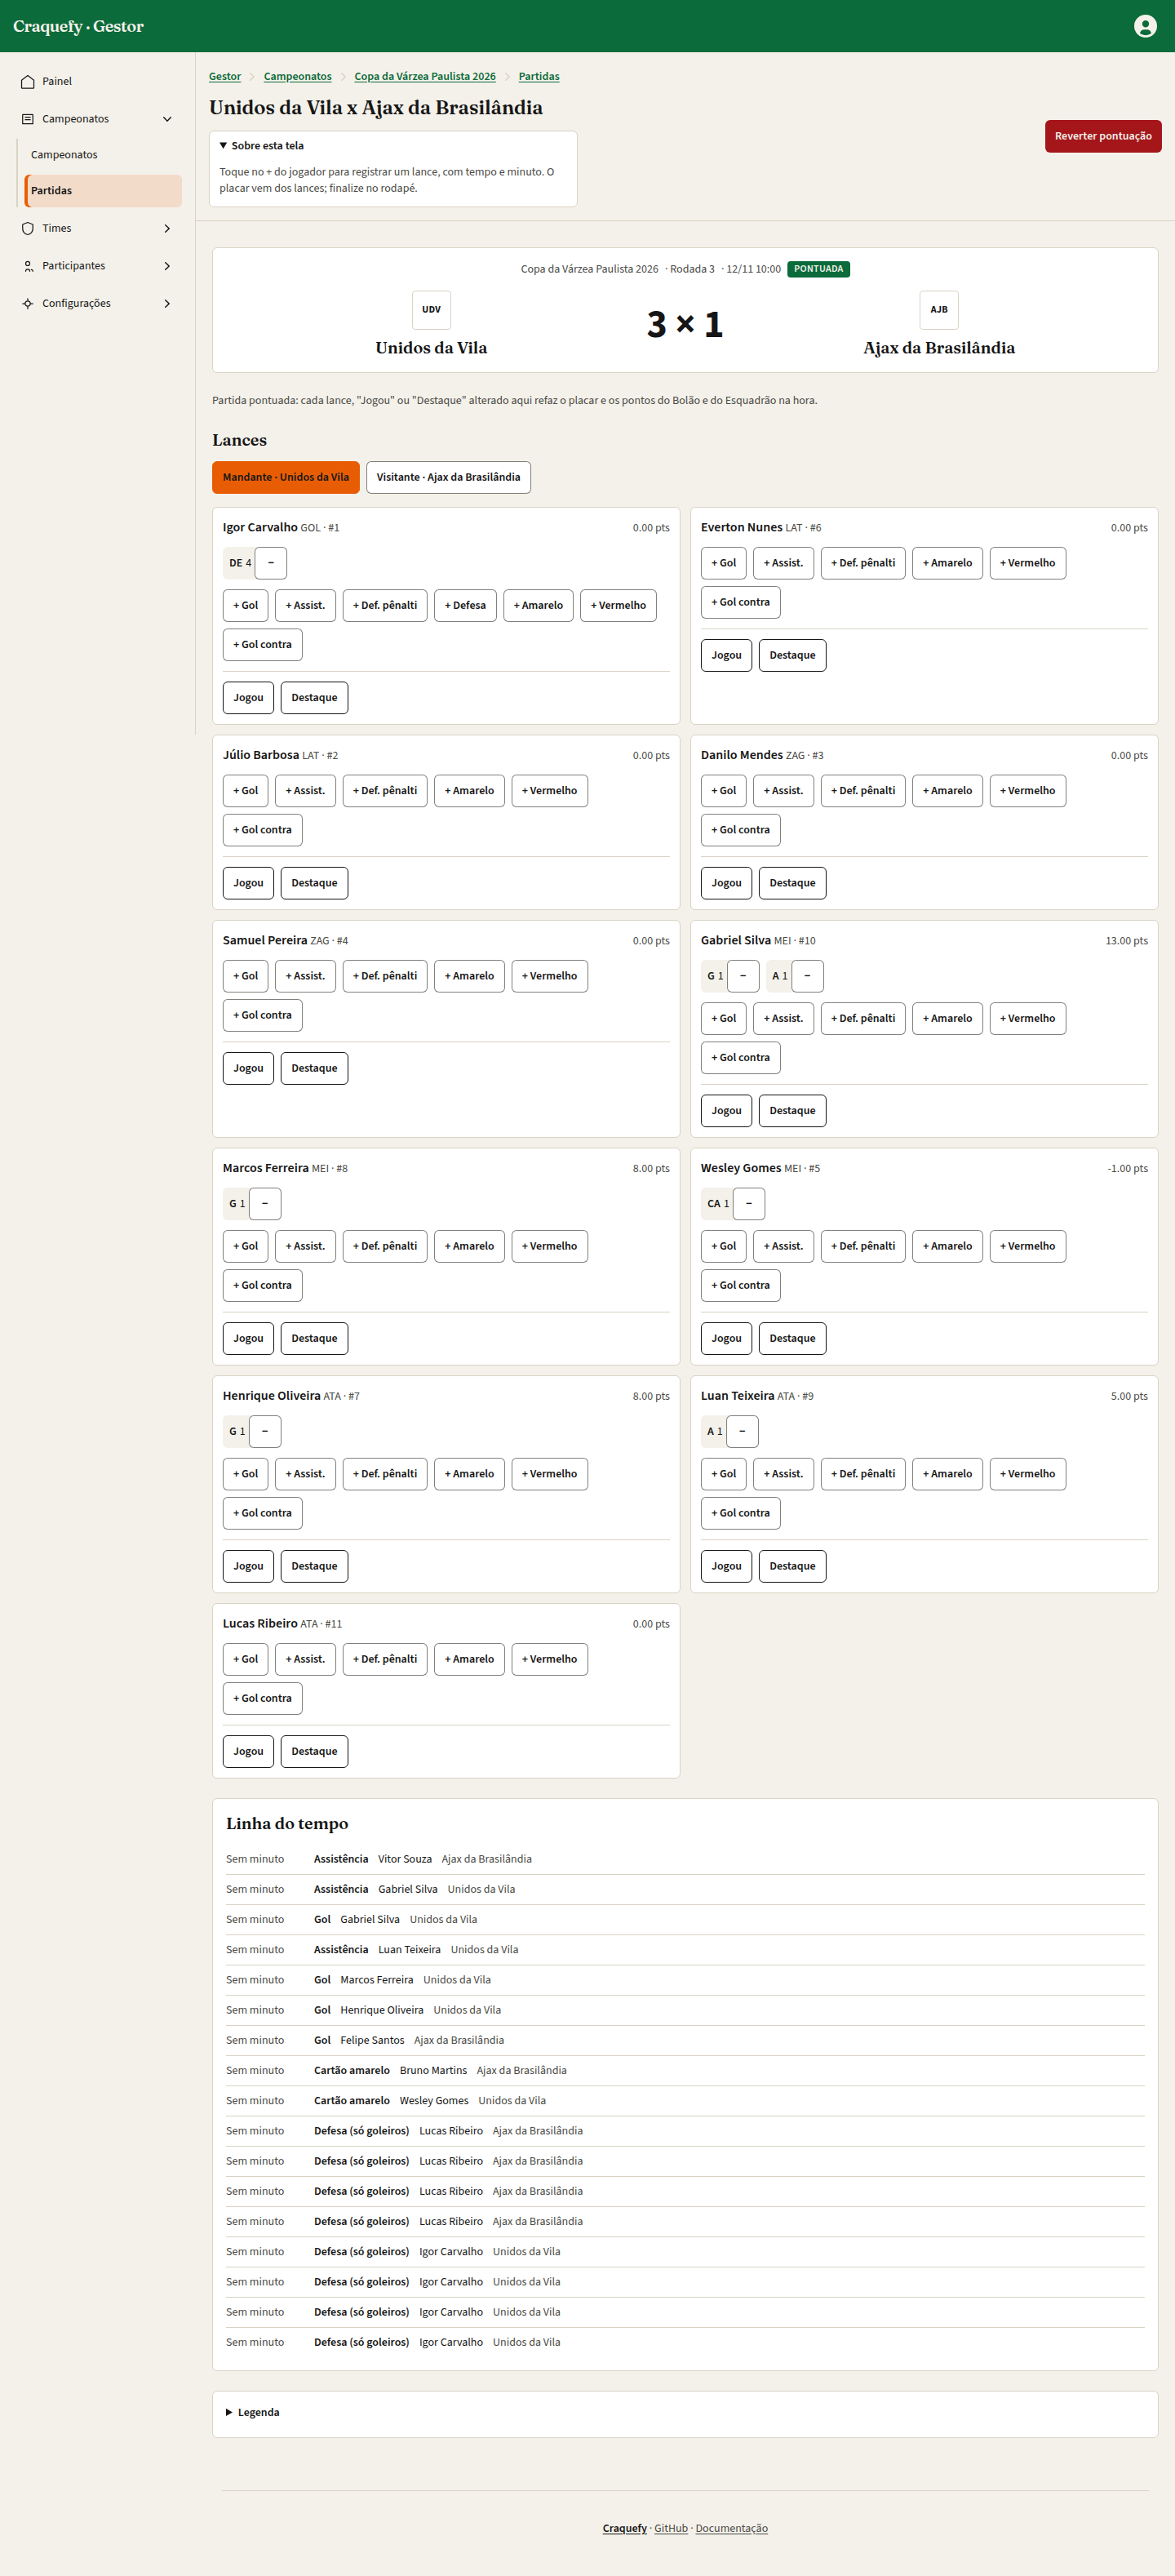 Craquefy · Gestor
Painel
Campeonatos
Campeonatos
Partidas
Times
Participantes
Configurações
Gestor > Campeonatos > Copa da Várzea Paulista 2026 > Partidas
Unidos da Vila x Ajax da Brasilândia
▼ Sobre esta tela
Toque no + do jogador para registrar um lance, com tempo e minuto. O
placar vem dos lances; finalize no rodapé.
Reverter pontuação
Copa da Várzea Paulista 2026 · Rodada 3 · 12/11 10:00 PONTUADA
UDV
Unidos da Vila
3 × 1
AJB
Ajax da Brasilândia
Partida pontuada: cada lance, "Jogou" ou "Destaque" alterado aqui refaz o placar e os pontos do Bolão e do Esquadrão na hora.
Lances
Mandante · Unidos da Vila Visitante · Ajax da Brasilândia
Igor Carvalho GOL · #1 0.00 pts
DE 4 −
+ Gol + Assist. + Def. pênalti + Defesa + Amarelo + Vermelho
+ Gol contra
Jogou Destaque
Everton Nunes LAT · #6 0.00 pts
+ Gol + Assist. + Def. pênalti + Amarelo + Vermelho
+ Gol contra
Jogou Destaque
Júlio Barbosa LAT · #2 0.00 pts
+ Gol + Assist. + Def. pênalti + Amarelo + Vermelho
+ Gol contra
Jogou Destaque
Danilo Mendes ZAG · #3 0.00 pts
+ Gol + Assist. + Def. pênalti + Amarelo + Vermelho
+ Gol contra
Jogou Destaque
Samuel Pereira ZAG · #4 0.00 pts
+ Gol + Assist. + Def. pênalti + Amarelo + Vermelho
+ Gol contra
Jogou Destaque
Gabriel Silva MEI · #10 13.00 pts
G 1 − A 1 −
+ Gol + Assist. + Def. pênalti + Amarelo + Vermelho
+ Gol contra
Jogou Destaque
Marcos Ferreira MEI · #8 8.00 pts
G 1 −
+ Gol + Assist. + Def. pênalti + Amarelo + Vermelho
+ Gol contra
Jogou Destaque
Wesley Gomes MEI · #5 -1.00 pts
CA 1 −
+ Gol + Assist. + Def. pênalti + Amarelo + Vermelho
+ Gol contra
Jogou Destaque
Henrique Oliveira ATA · #7 8.00 pts
G 1 −
+ Gol + Assist. + Def. pênalti + Amarelo + Vermelho
+ Gol contra
Jogou Destaque
Luan Teixeira ATA · #9 5.00 pts
A 1 −
+ Gol + Assist. + Def. pênalti + Amarelo + Vermelho
+ Gol contra
Jogou Destaque
Lucas Ribeiro ATA · #11 0.00 pts
+ Gol + Assist. + Def. pênalti + Amarelo + Vermelho
+ Gol contra
Jogou Destaque
Linha do tempo
Sem minuto Assistência Vitor Souza Ajax da Brasilândia
Sem minuto Assistência Gabriel Silva Unidos da Vila
Sem minuto Gol Gabriel Silva Unidos da Vila
Sem minuto Assistência Luan Teixeira Unidos da Vila
Sem minuto Gol Marcos Ferreira Unidos da Vila
Sem minuto Gol Henrique Oliveira Unidos da Vila
Sem minuto Gol Felipe Santos Ajax da Brasilândia
Sem minuto Cartão amarelo Bruno Martins Ajax da Brasilândia
Sem minuto Cartão amarelo Wesley Gomes Unidos da Vila
Sem minuto Defesa (só goleiros) Lucas Ribeiro Ajax da Brasilândia
Sem minuto Defesa (só goleiros) Lucas Ribeiro Ajax da Brasilândia
Sem minuto Defesa (só goleiros) Lucas Ribeiro Ajax da Brasilândia
Sem minuto Defesa (só goleiros) Lucas Ribeiro Ajax da Brasilândia
Sem minuto Defesa (só goleiros) Igor Carvalho Unidos da Vila
Sem minuto Defesa (só goleiros) Igor Carvalho Unidos da Vila
Sem minuto Defesa (só goleiros) Igor Carvalho Unidos da Vila
Sem minuto Defesa (só goleiros) Igor Carvalho Unidos da Vila
▶ Legenda
Craquefy · GitHub · Documentação